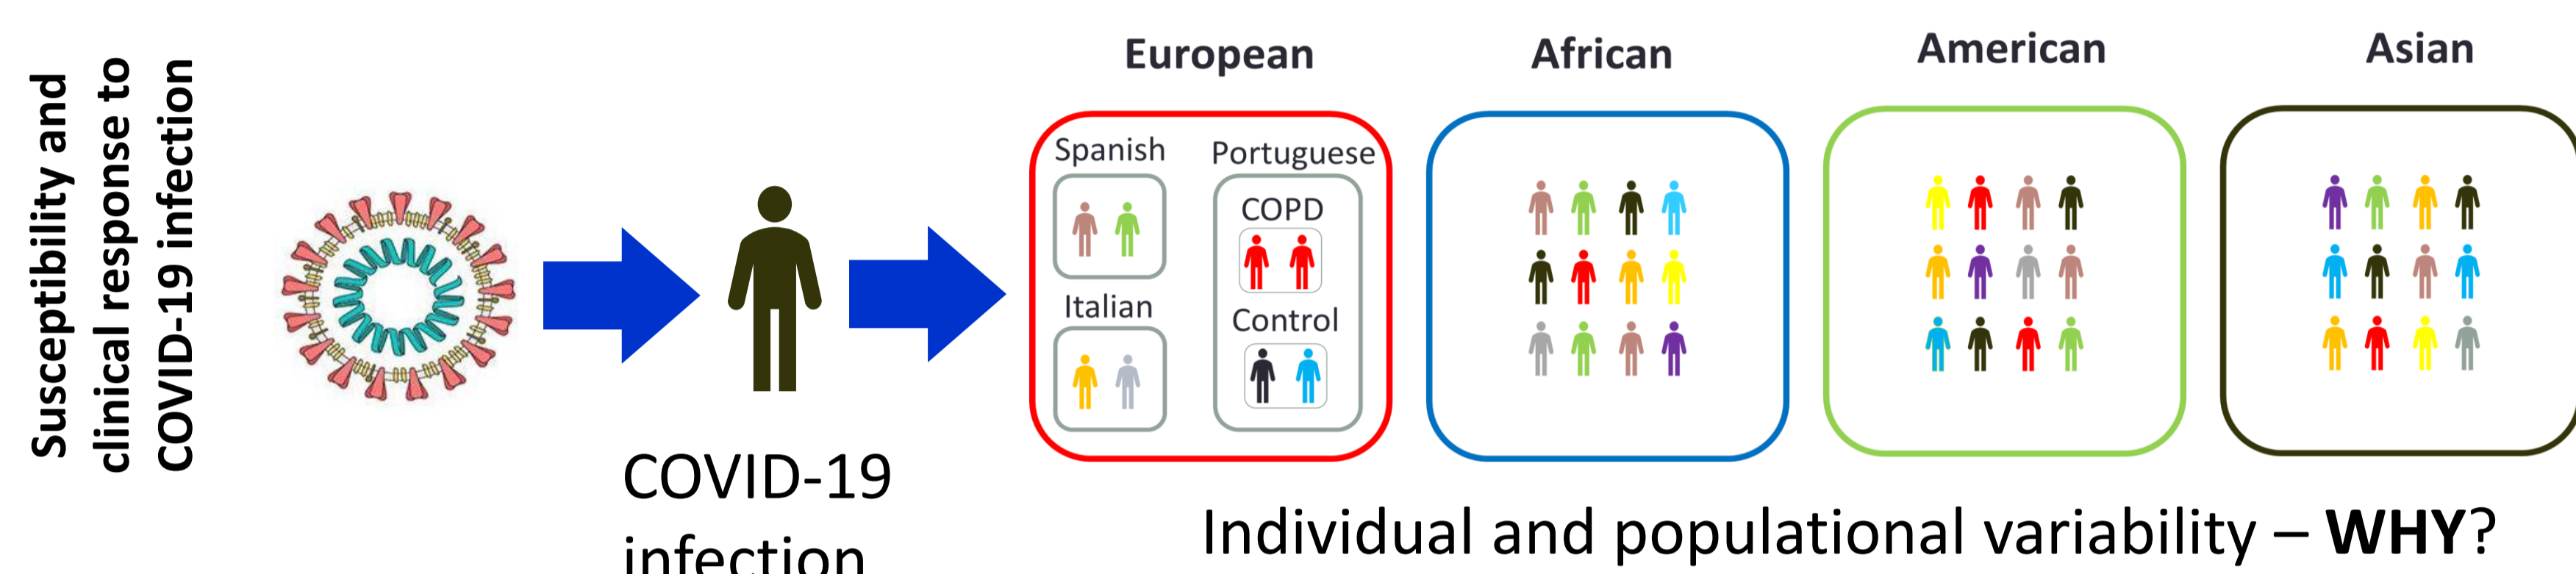 Susceptibility and
clinical response to
COVID-19 infection
COVID-19
infection
European
African
American
Asian
Spanish
Portuguese
COPD
Italian
Control
Individual and populational variability – WHY?